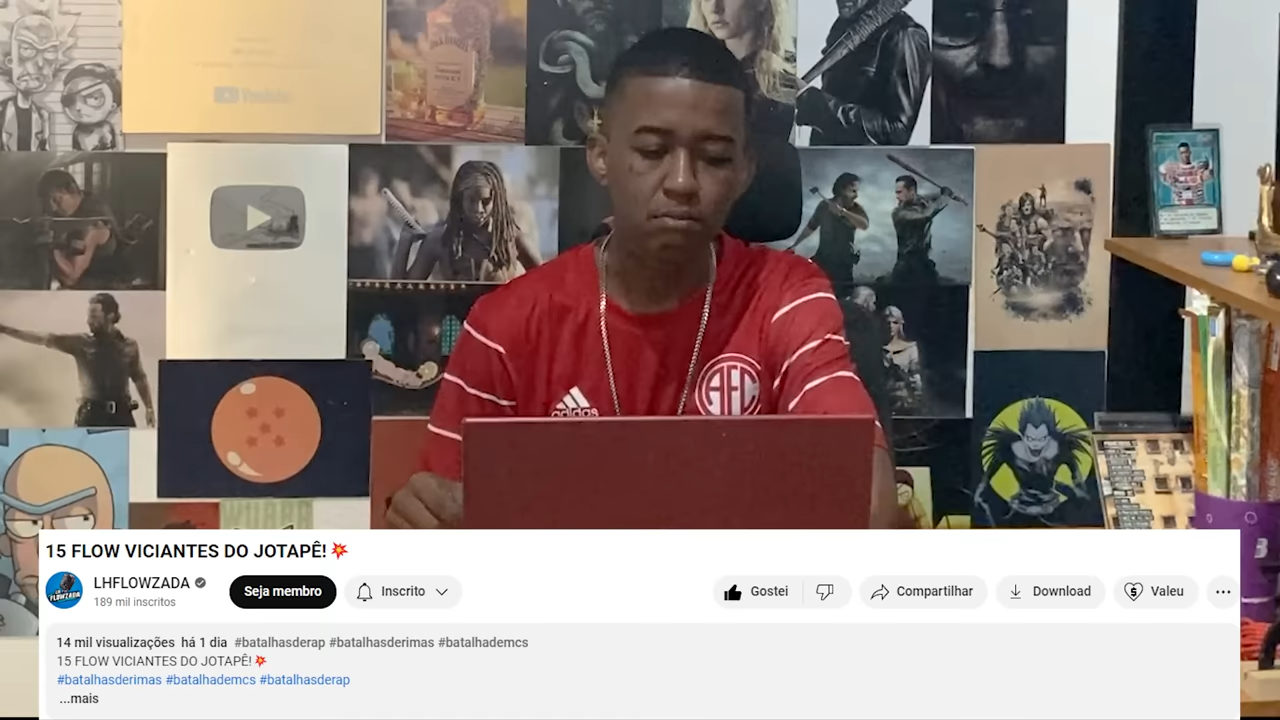 YouTube
adidas
AFC
15 FLOW VICIANTES DO JOTAPÊ! 💥
LHFLOWZADA
189 mil inscritos
Seja membro
Inscrito
Gostei
Compartilhar
Download
Valeu
14 mil visualizações há 1 dia #batalhasderap #batalhasderimas #batalhademcs
15 FLOW VICIANTES DO JOTAPÊ! 💥
#batalhasderimas #batalhademcs #batalhasderap
...mais